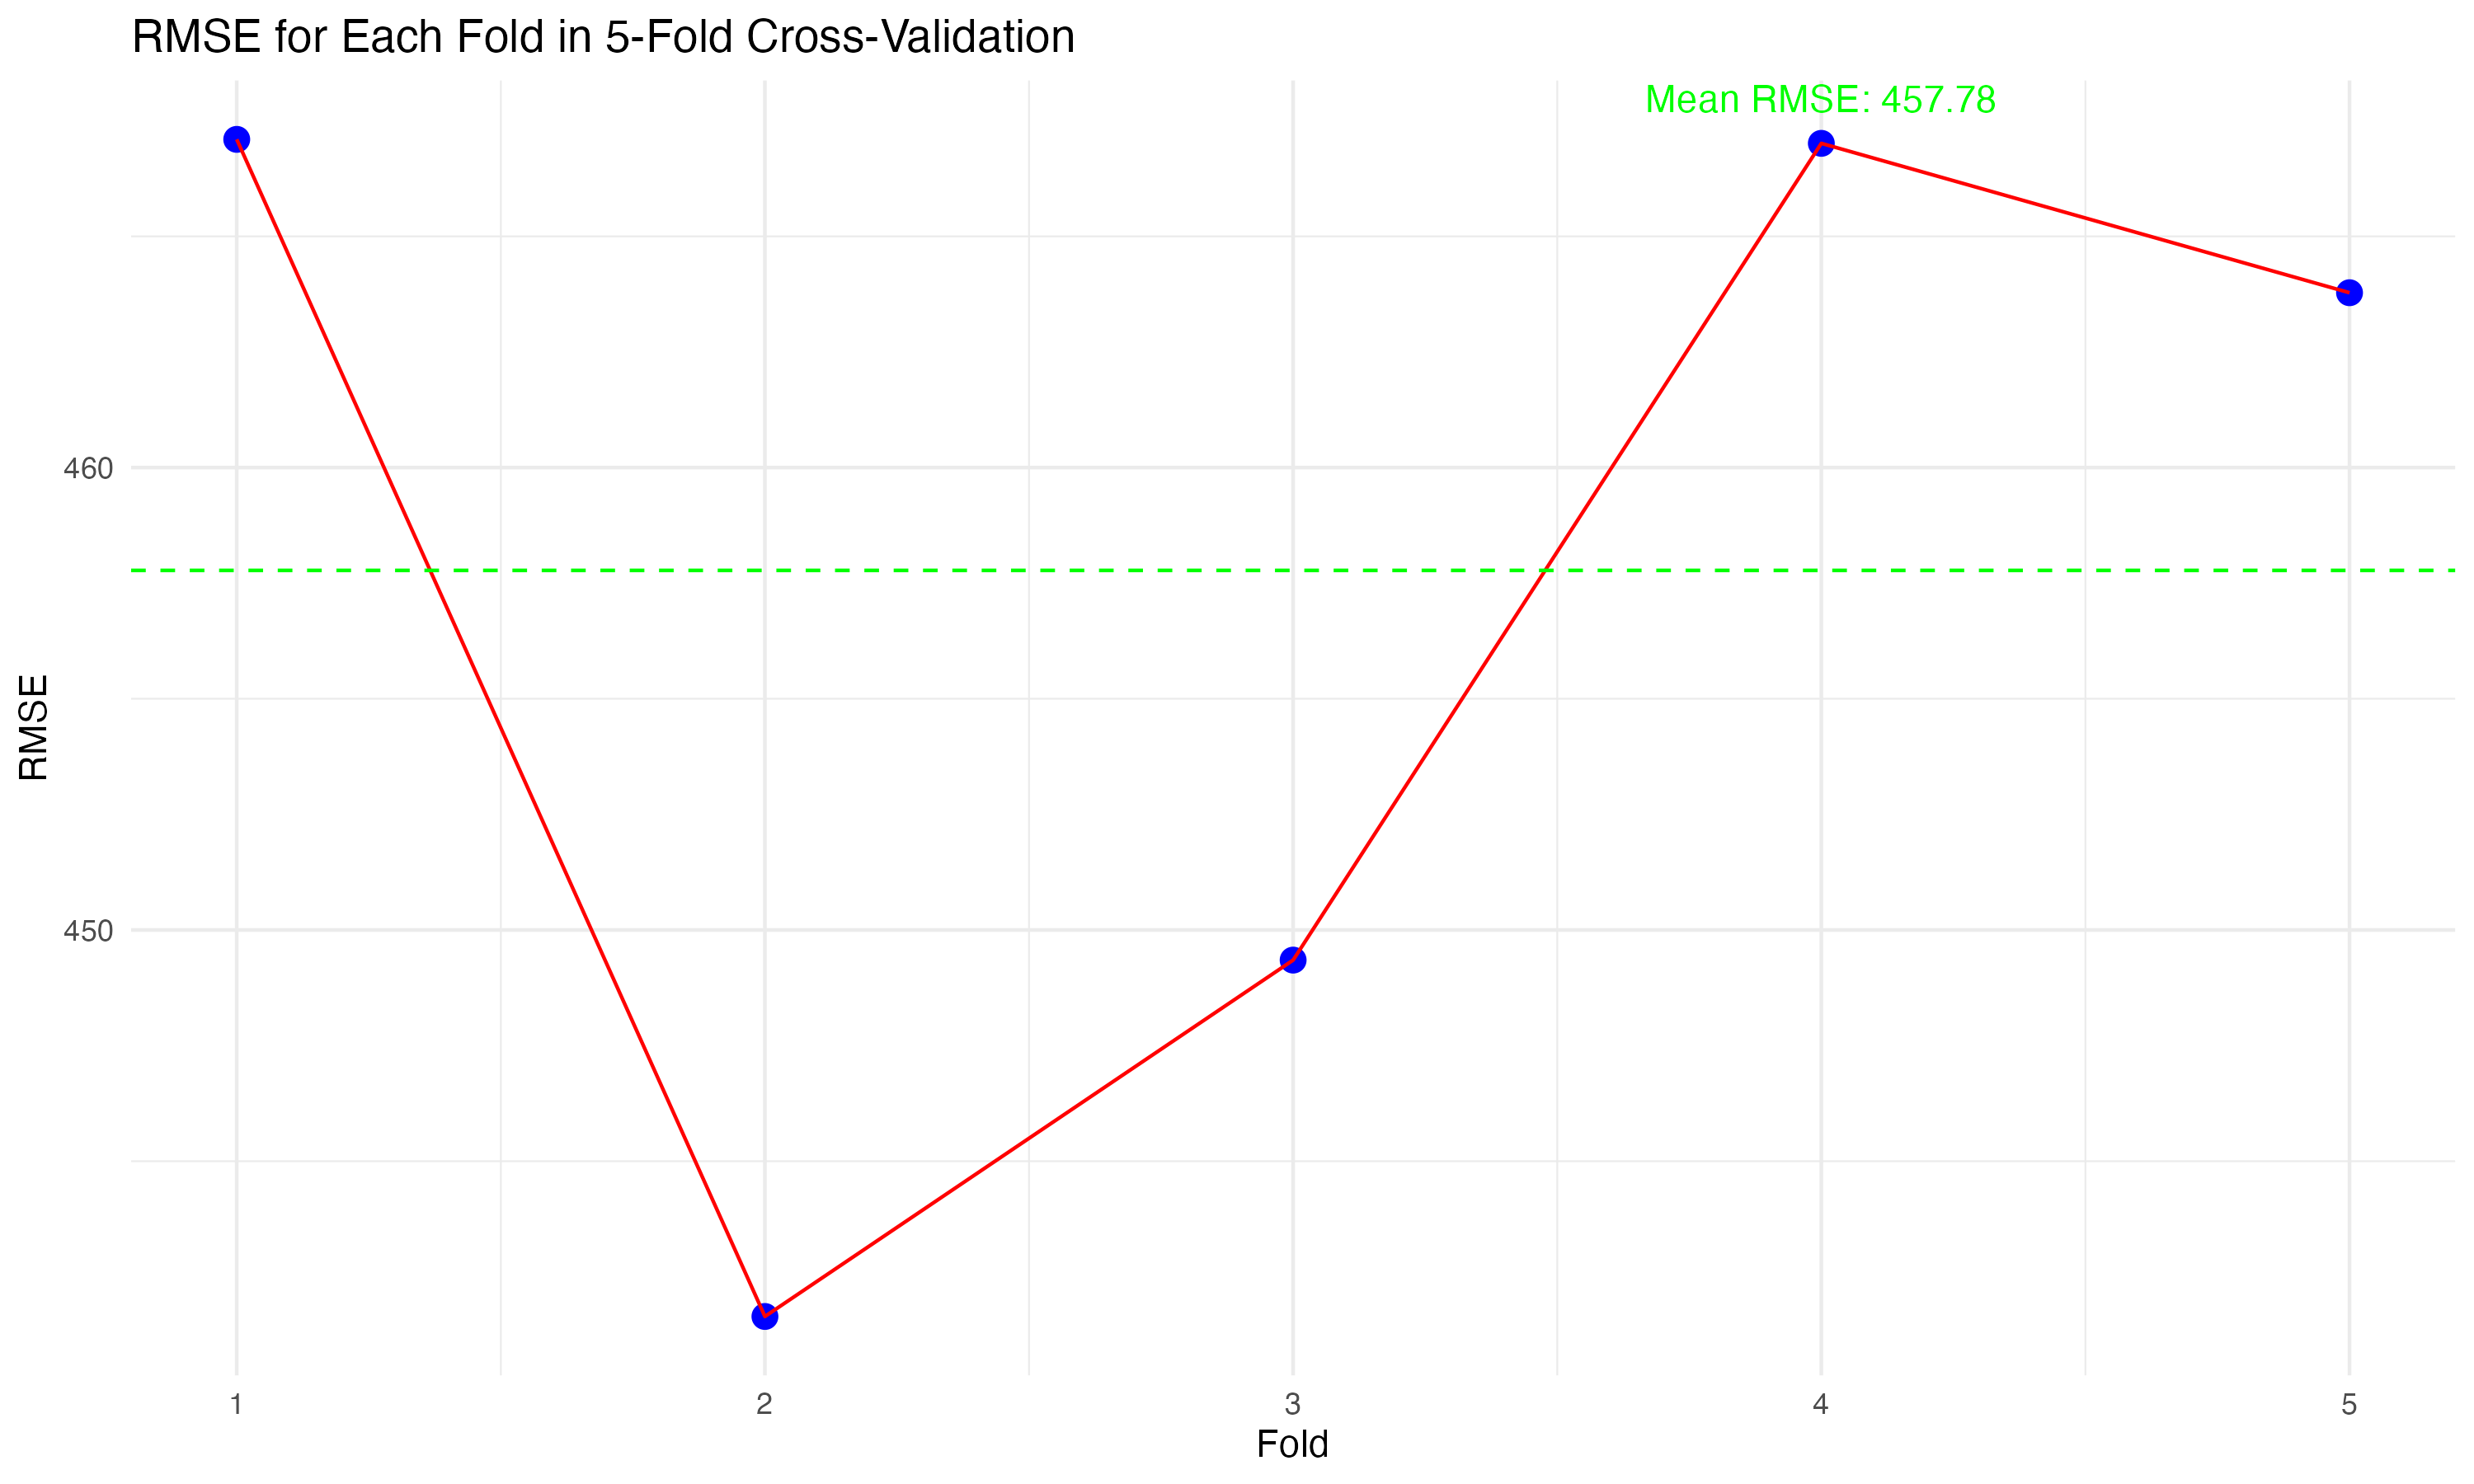 RMSE for Each Fold in 5-Fold Cross-Validation
Mean RMSE: 457.78
460
450
RMSE
1 2 3 4 5
Fold